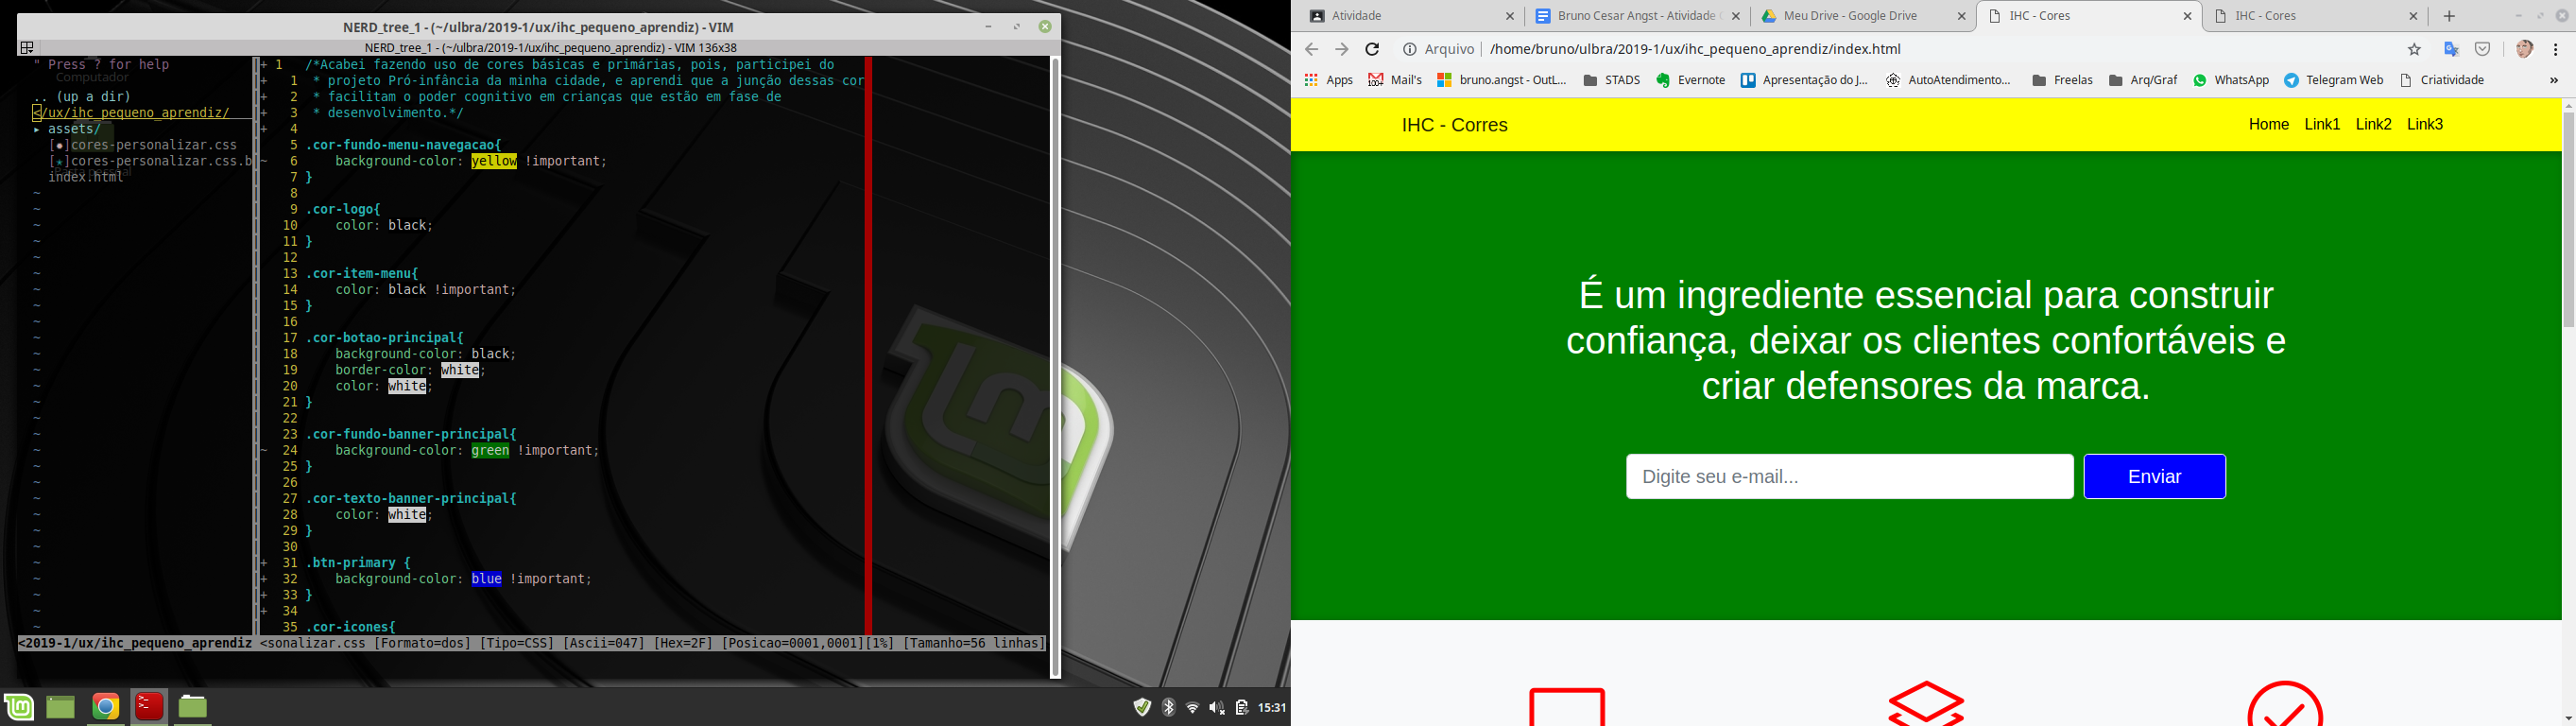 NERD_tree_1 - (~/ulbra/2019-1/ux/ihc_pequeno_aprendiz) - VIM
NERD_tree_1 - (~/ulbra/2019-1/ux/ihc_pequeno_aprendiz) - VIM 136x38
" Press ? for help
Computador
.. (up a dir)
</ux/ihc_pequeno_aprendiz/
▸ assets/
[✹]cores-personalizar.css
[★]cores-personalizar.css.b
Pasta pessoal
index.html
+ 1 /*Acabei fazendo uso de cores básicas e primárias, pois, participei do
+ 1 * projeto Pró-infância da minha cidade, e aprendi que a junção dessas cor
+ 2 * facilitam o poder cognitivo em crianças que estão em fase de
+ 3 * desenvolvimento.*/
+ 4
5 .cor-fundo-menu-navegacao{
~ 6 background-color: yellow !important;
7 }
8
9 .cor-logo{
10 color: black;
11 }
12
13 .cor-item-menu{
14 color: black !important;
15 }
16
17 .cor-botao-principal{
18 background-color: black;
19 border-color: white;
20 color: white;
21 }
22
23 .cor-fundo-banner-principal{
~ 24 background-color: green !important;
25 }
26
27 .cor-texto-banner-principal{
28 color: white;
29 }
30
+ 31 .btn-primary {
+ 32 background-color: blue !important;
+ 33 }
+ 34
35 .cor-icones{
<2019-1/ux/ihc_pequeno_aprendiz <sonalizar.css [Formato=dos] [Tipo=CSS] [Ascii=047] [Hex=2F] [Posicao=0001,0001][1%] [Tamanho=56 linhas]
15:31
Atividade
Bruno Cesar Angst - Atividade
Meu Drive - Google Drive
IHC - Cores
IHC - Cores
Arquivo | /home/bruno/ulbra/2019-1/ux/ihc_pequeno_aprendiz/index.html
Apps
100+ Mail's
bruno.angst - OutL...
STADS
Evernote
Apresentação do J...
AutoAtendimento...
Freelas
Arq/Graf
WhatsApp
Telegram Web
Criatividade
»
IHC - Corres
Home Link1 Link2 Link3
É um ingrediente essencial para construir
confiança, deixar os clientes confortáveis e
criar defensores da marca.
Digite seu e-mail...
Enviar